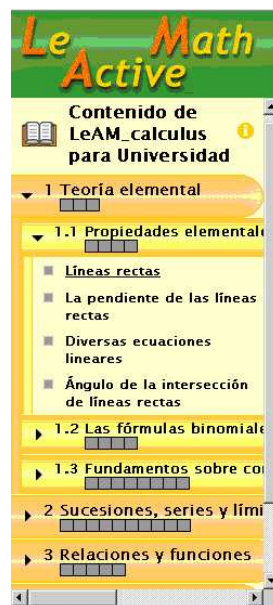 Le Math
Active
Contenido de
LeAM_calculus
para Universidad
1 Teoría elemental
1.1 Propiedades elementale
Líneas rectas
La pendiente de las líneas
rectas
Diversas ecuaciones
lineares
Ángulo de la intersección
de líneas rectas
1.2 Las fórmulas binomiale
1.3 Fundamentos sobre co
2 Sucesiones, series y lími
3 Relaciones y funciones